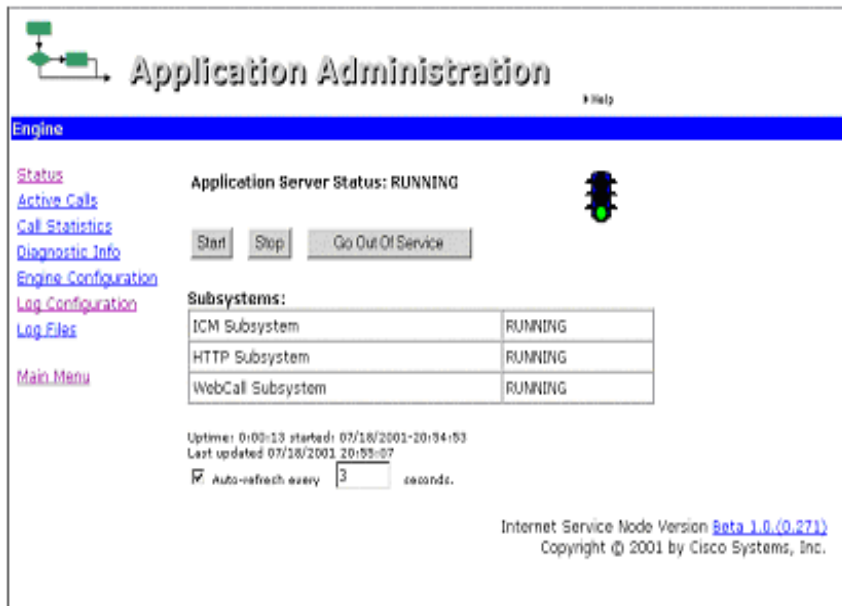 Application Administration
Help
Engine
Status
Active Calls
Call Statistics
Diagnostic Info
Engine Configuration
Log Configuration
Log Files
Main Menu
Application Server Status: RUNNING
Start Stop Go Out Of Service
Subsystems:
ICM Subsystem RUNNING
HTTP Subsystem RUNNING
WebCall Subsystem RUNNING
Uptime: 0:00:13 started: 07/18/2001-20:54:53
Last updated 07/18/2001 20:55:07
Auto-refresh every 3 seconds.
Internet Service Node Version Beta 1.0.(0.271)
Copyright © 2001 by Cisco Systems, Inc.